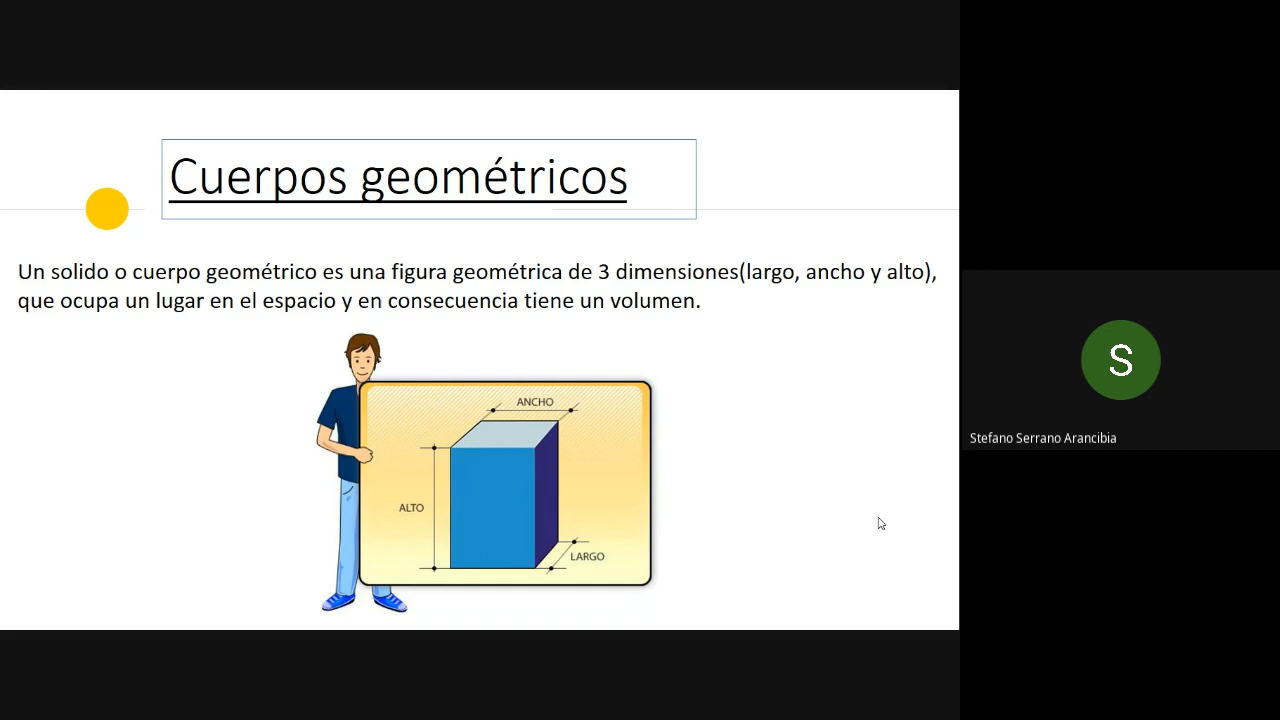 Cuerpos geométricos
Un solido o cuerpo geométrico es una figura geométrica de 3 dimensiones(largo, ancho y alto),
que ocupa un lugar en el espacio y en consecuencia tiene un volumen.
ANCHO
ALTO
LARGO
S
Stefano Serrano Arancibia